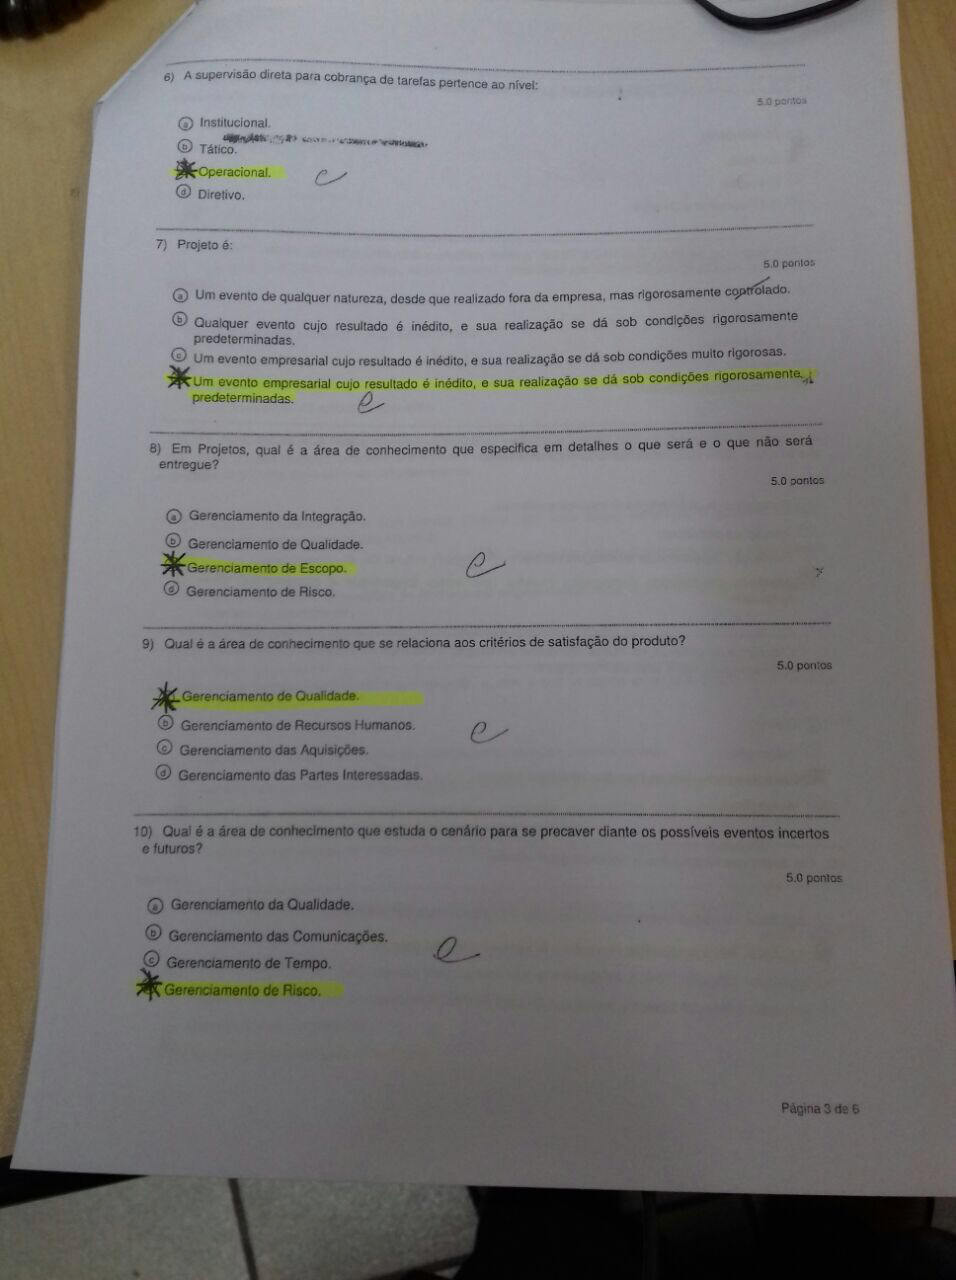 6) A supervisão direta para cobrança de tarefas pertence ao nível:
5.0 pontos
a Institucional.
b Tático.
Operacional.
e
d Diretivo.
7) Projeto é:
5.0 pontos
a Um evento de qualquer natureza, desde que realizado fora da empresa, mas rigorosamente controlado.
b Qualquer evento cujo resultado é inédito, e sua realização se dá sob condições rigorosamente
predeterminadas.
c Um evento empresarial cujo resultado é inédito, e sua realização se dá sob condições muito rigorosas.
Um evento empresarial cujo resultado é inédito, e sua realização se dá sob condições rigorosamente
predeterminadas.
e
8) Em Projetos, qual é a área de conhecimento que especifica em detalhes o que será e o que não será
entregue?
5.0 pontos
a Gerenciamento da Integração.
b Gerenciamento de Qualidade.
Gerenciamento de Escopo.
e
d Gerenciamento de Risco.
9) Qual é a área de conhecimento que se relaciona aos critérios de satisfação do produto?
5.0 pontos
Gerenciamento de Qualidade.
b Gerenciamento de Recursos Humanos.
e
c Gerenciamento das Aquisições.
d Gerenciamento das Partes Interessadas.
10) Qual é a área de conhecimento que estuda o cenário para se precaver diante os possíveis eventos incertos
e futuros?
5.0 pontos
a Gerenciamento da Qualidade.
b Gerenciamento das Comunicações.
e
c Gerenciamento de Tempo.
Gerenciamento de Risco.
Página 3 de 6